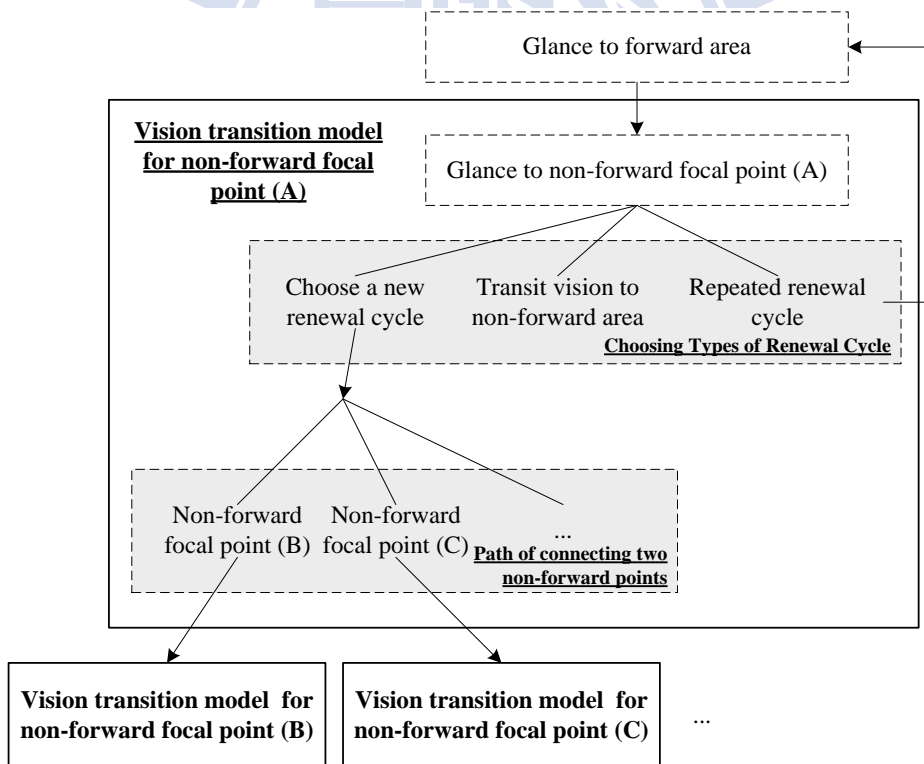 Glance to forward area
Vision transition model
for non-forward focal
point (A)
Glance to non-forward focal point (A)
Choose a new
renewal cycle
Transit vision to
non-forward area
Repeated renewal
cycle
Choosing Types of Renewal Cycle
Non-forward
focal point (B)
Non-forward
focal point (C)
...
Path of connecting two
non-forward points
Vision transition model for
non-forward focal point (B)
Vision transition model for
non-forward focal point (C)
...